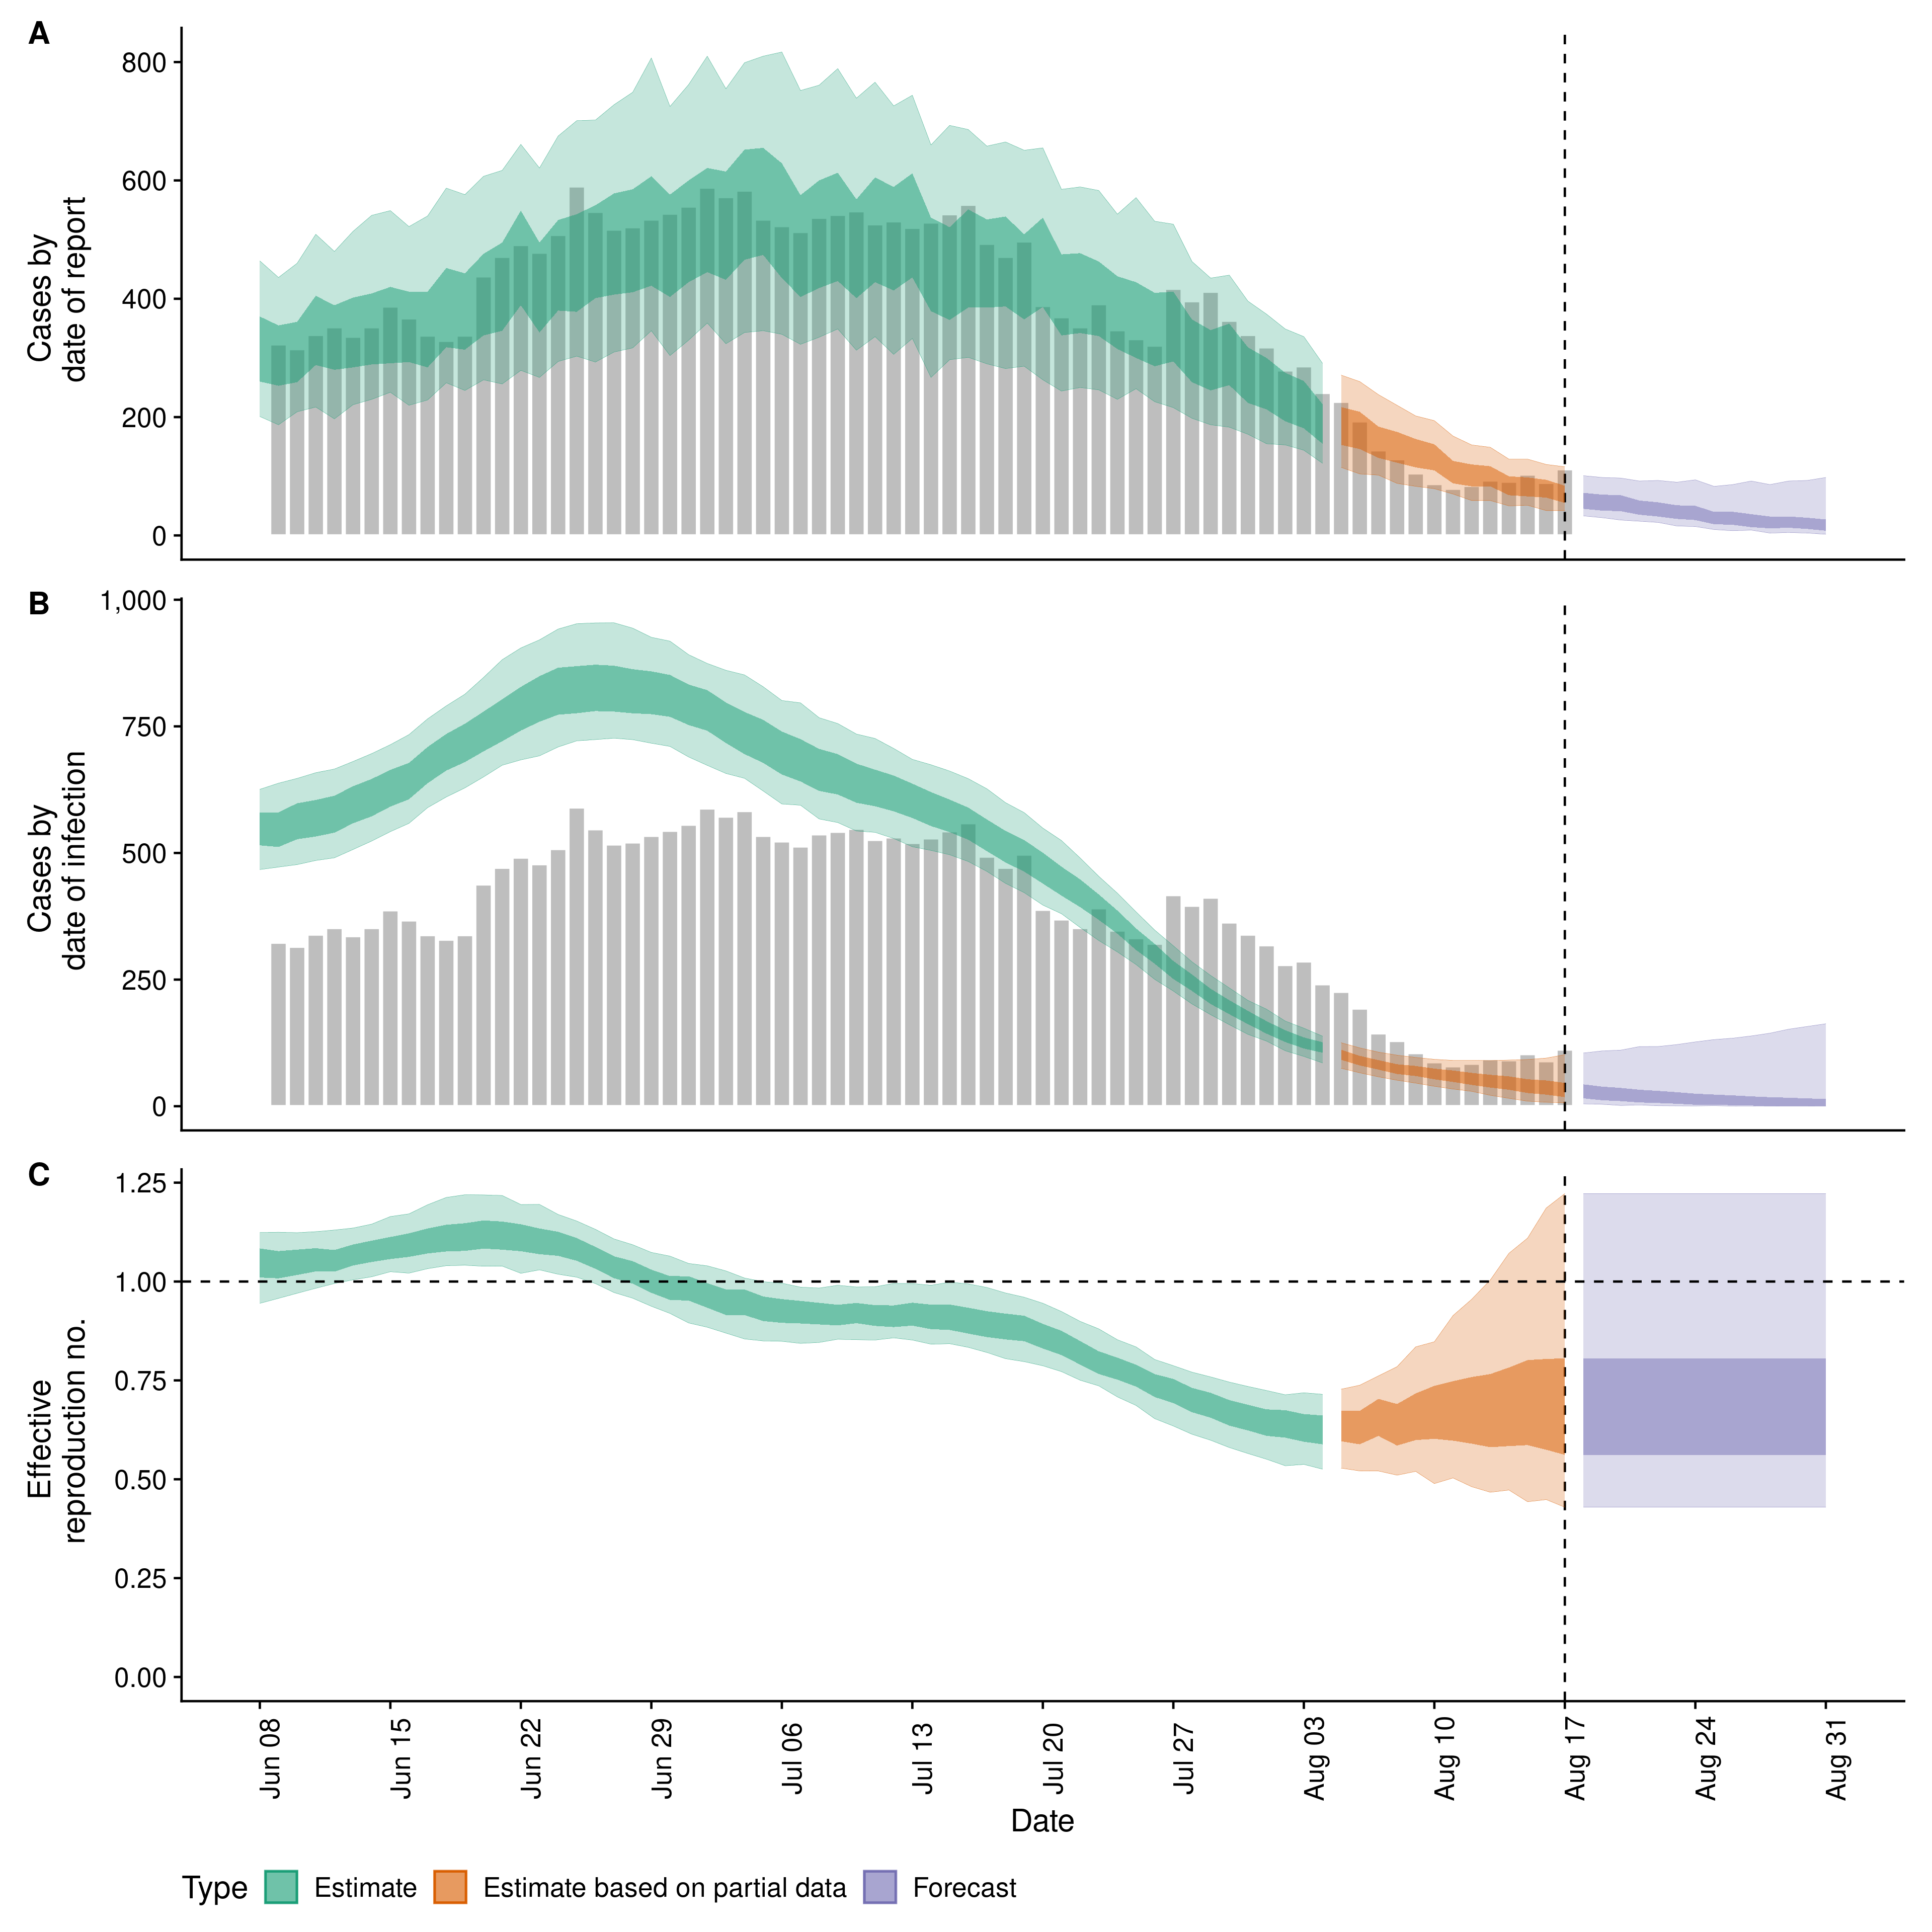 A
Cases by
date of report
800
600
400
200
0
B
Cases by
date of infection
1,000
750
500
250
0
C
Effective
reproduction no.
1.25
1.00
0.75
0.50
0.25
0.00
Jun 08
Jun 15
Jun 22
Jun 29
Jul 06
Jul 13
Jul 20
Jul 27
Aug 03
Aug 10
Aug 17
Aug 24
Aug 31
Date
Type
Estimate
Estimate based on partial data
Forecast